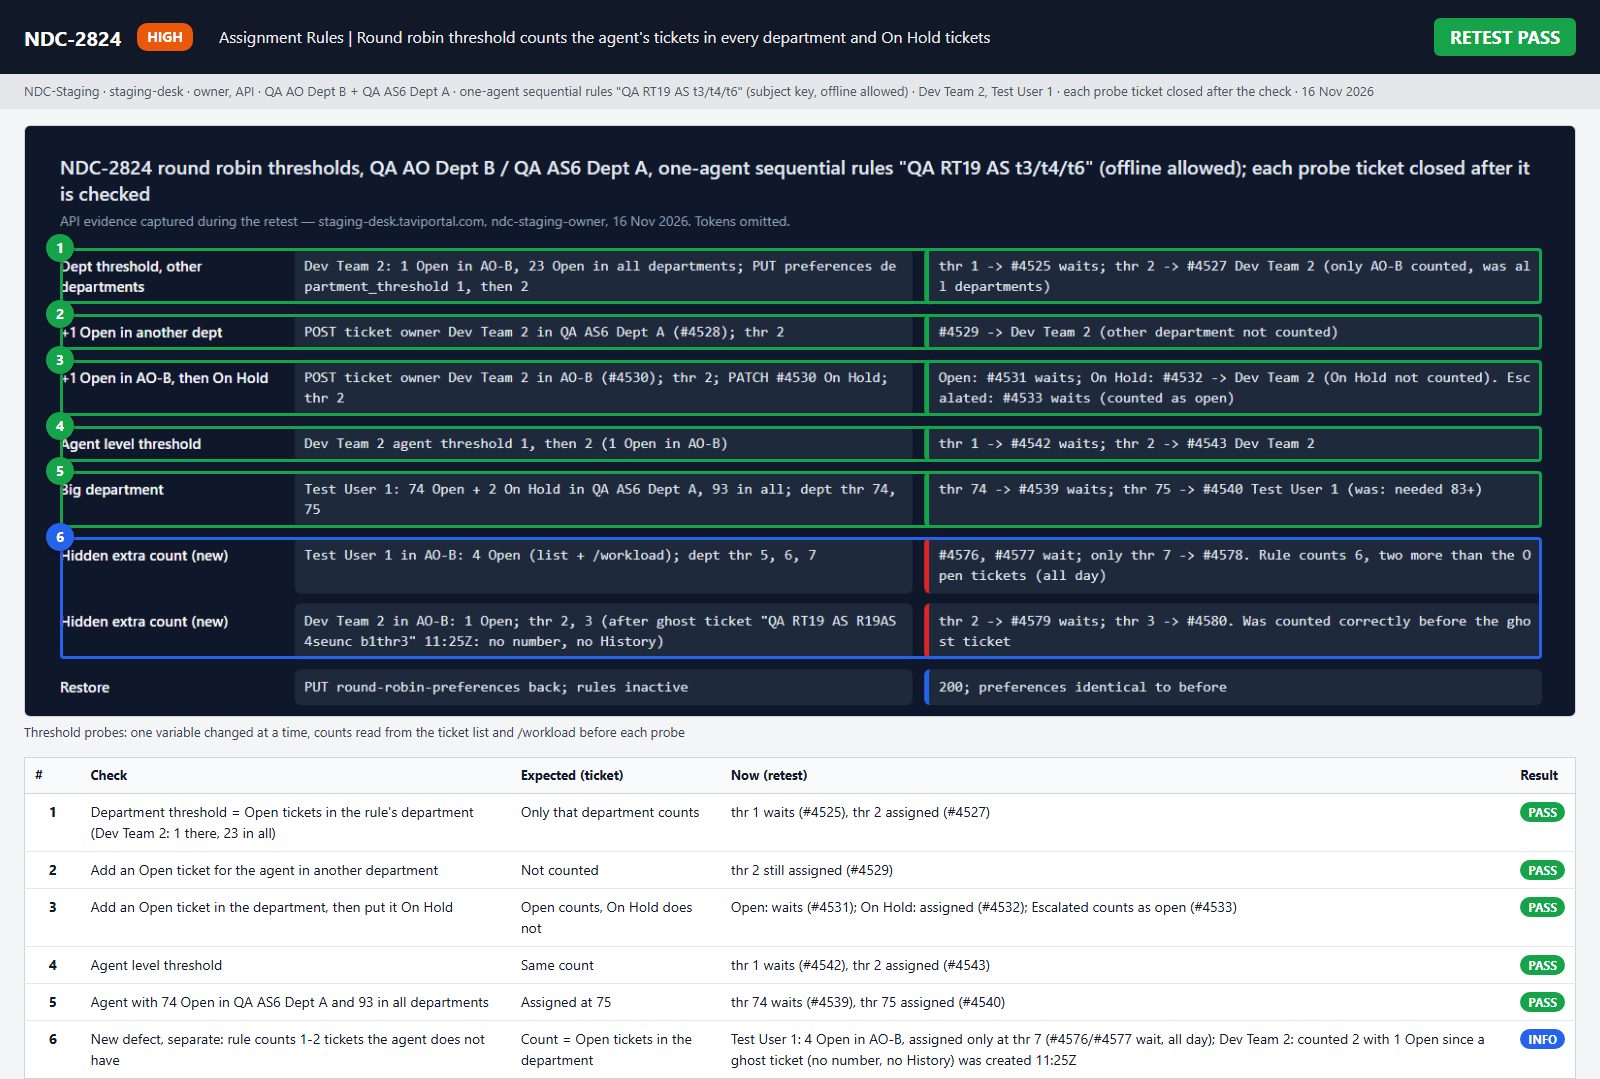 NDC-2824 HIGH Assignment Rules | Round robin threshold counts the agent's tickets in every department and On Hold tickets RETEST PASS
NDC-Staging · staging-desk · owner, API · QA AO Dept B + QA AS6 Dept A · one-agent sequential rules "QA RT19 AS t3/t4/t6" (subject key, offline allowed) · Dev Team 2, Test User 1 · each probe ticket closed after the check · 16 Nov 2026
NDC-2824 round robin thresholds, QA AO Dept B / QA AS6 Dept A, one-agent sequential rules "QA RT19 AS t3/t4/t6" (offline allowed); each probe ticket closed after it
is checked
API evidence captured during the retest — staging-desk.taviportal.com, ndc-staging-owner, 16 Nov 2026. Tokens omitted.
1
Dept threshold, other Dev Team 2: 1 Open in AO-B, 23 Open in all departments; PUT preferences de thr 1 -> #4525 waits; thr 2 -> #4527 Dev Team 2 (only AO-B counted, was al
departments) partment_threshold 1, then 2 l departments)
2
+1 Open in another dept POST ticket owner Dev Team 2 in QA AS6 Dept A (#4528); thr 2 #4529 -> Dev Team 2 (other department not counted)
3
+1 Open in AO-B, then On Hold POST ticket owner Dev Team 2 in AO-B (#4530); thr 2; PATCH #4530 On Hold; Open: #4531 waits; On Hold: #4532 -> Dev Team 2 (On Hold not counted). Esc
thr 2 alated: #4533 waits (counted as open)
4
Agent level threshold Dev Team 2 agent threshold 1, then 2 (1 Open in AO-B) thr 1 -> #4542 waits; thr 2 -> #4543 Dev Team 2
5
Big department Test User 1: 74 Open + 2 On Hold in QA AS6 Dept A, 93 in all; dept thr 74, thr 74 -> #4539 waits; thr 75 -> #4540 Test User 1 (was: needed 83+)
75
6
Hidden extra count (new) Test User 1 in AO-B: 4 Open (list + /workload); dept thr 5, 6, 7 #4576, #4577 wait; only thr 7 -> #4578. Rule counts 6, two more than the O
pen tickets (all day)
Hidden extra count (new) Dev Team 2 in AO-B: 1 Open; thr 2, 3 (after ghost ticket "QA RT19 AS R19AS thr 2 -> #4579 waits; thr 3 -> #4580. Was counted correctly before the gho
4seunc b1thr3" 11:25Z: no number, no History) st ticket
Restore PUT round-robin-preferences back; rules inactive 200; preferences identical to before
Threshold probes: one variable changed at a time, counts read from the ticket list and /workload before each probe
# Check Expected (ticket) Now (retest) Result
1 Department threshold = Open tickets in the rule's department Only that department counts thr 1 waits (#4525), thr 2 assigned (#4527) PASS
(Dev Team 2: 1 there, 23 in all)
2 Add an Open ticket for the agent in another department Not counted thr 2 still assigned (#4529) PASS
3 Add an Open ticket in the department, then put it On Hold Open counts, On Hold does Open: waits (#4531); On Hold: assigned (#4532); Escalated counts as open (#4533) PASS
not
4 Agent level threshold Same count thr 1 waits (#4542), thr 2 assigned (#4543) PASS
5 Agent with 74 Open in QA AS6 Dept A and 93 in all departments Assigned at 75 thr 74 waits (#4539), thr 75 assigned (#4540) PASS
6 New defect, separate: rule counts 1-2 tickets the agent does not Count = Open tickets in the Test User 1: 4 Open in AO-B, assigned only at thr 7 (#4576/#4577 wait, all day); Dev Team 2: counted 2 with 1 Open since a INFO
have department ghost ticket (no number, no History) was created 11:25Z